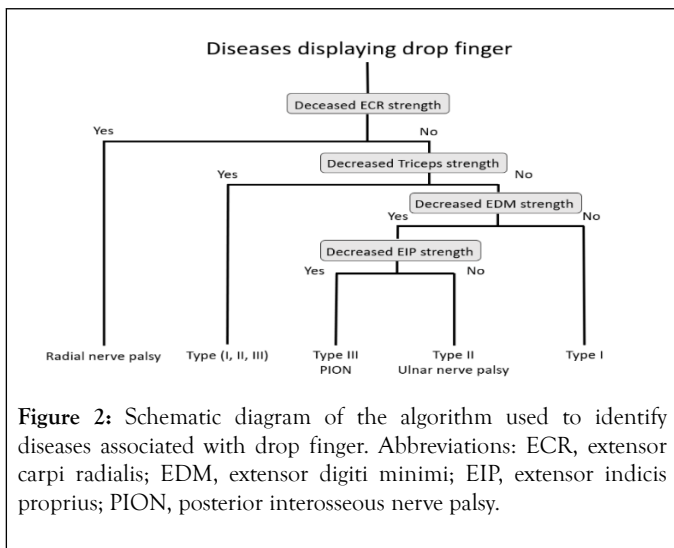 Diseases displaying drop finger
Deceased ECR strength
Yes
No
Decreased Triceps strength
Yes
No
Decreased EDM strength
Yes
No
Decreased EIP strength
Yes
No
Radial nerve palsy
Type (I, II, III)
Type III
PION
Type II
Ulnar nerve palsy
Type I
Figure 2: Schematic diagram of the algorithm used to identify
diseases associated with drop finger. Abbreviations: ECR, extensor
carpi radialis; EDM, extensor digiti minimi; EIP, extensor indicis
proprius; PION, posterior interosseous nerve palsy.